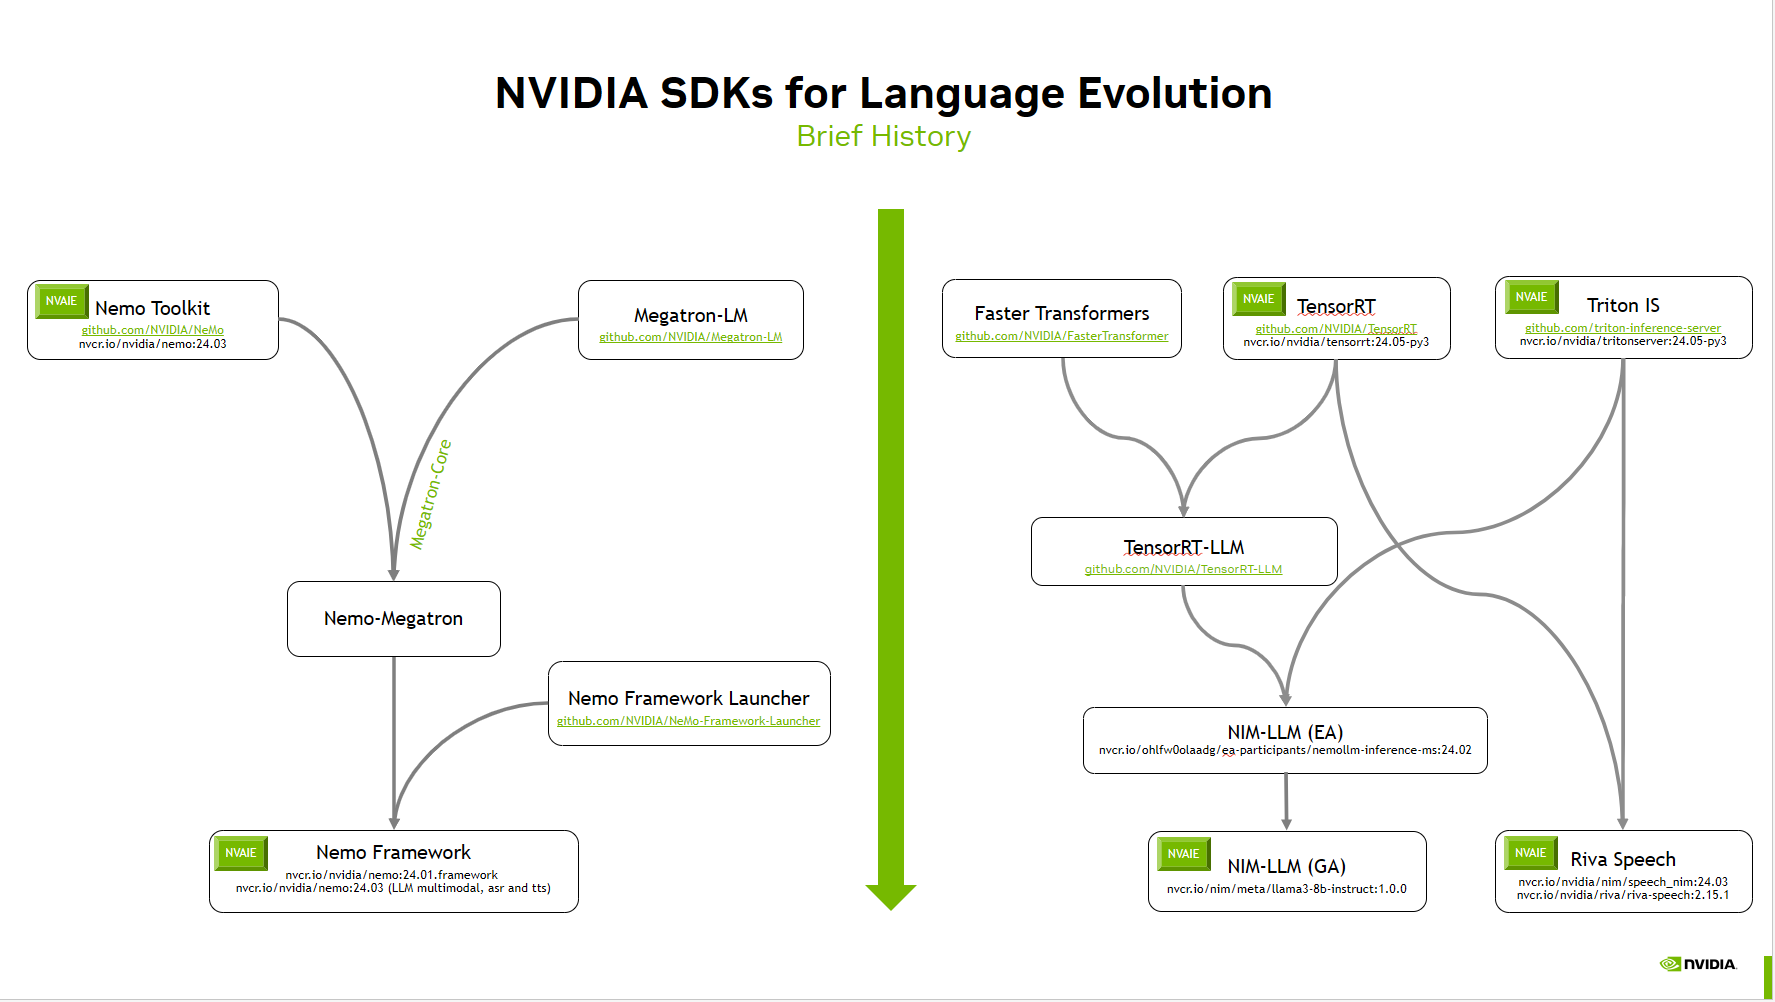 NVIDIA SDKs for Language Evolution
Brief History
NVAIE
Nemo Toolkit
github.com/NVIDIA/NeMo
nvcr.io/nvidia/nemo:24.03
Megatron-LM
github.com/NVIDIA/Megatron-LM
Megatron-Core
Nemo-Megatron
Nemo Framework Launcher
github.com/NVIDIA/NeMo-Framework-Launcher
NVAIE
Nemo Framework
nvcr.io/nvidia/nemo:24.01.framework
nvcr.io/nvidia/nemo:24.03 (LLM multimodal, asr and tts)
Faster Transformers
github.com/NVIDIA/FasterTransformer
NVAIE
TensorRT
github.com/NVIDIA/TensorRT
nvcr.io/nvidia/tensorrt:24.05-py3
NVAIE
Triton IS
github.com/triton-inference-server
nvcr.io/nvidia/tritonserver:24.05-py3
TensorRT-LLM
github.com/NVIDIA/TensorRT-LLM
NIM-LLM (EA)
nvcr.io/ohlfw0olaadg/ea-participants/nemollm-inference-ms:24.02
NVAIE
NIM-LLM (GA)
nvcr.io/nim/meta/llama3-8b-instruct:1.0.0
NVAIE
Riva Speech
nvcr.io/nvidia/nim/speech_nim:24.03
nvcr.io/nvidia/riva/riva-speech:2.15.1
NVIDIA.